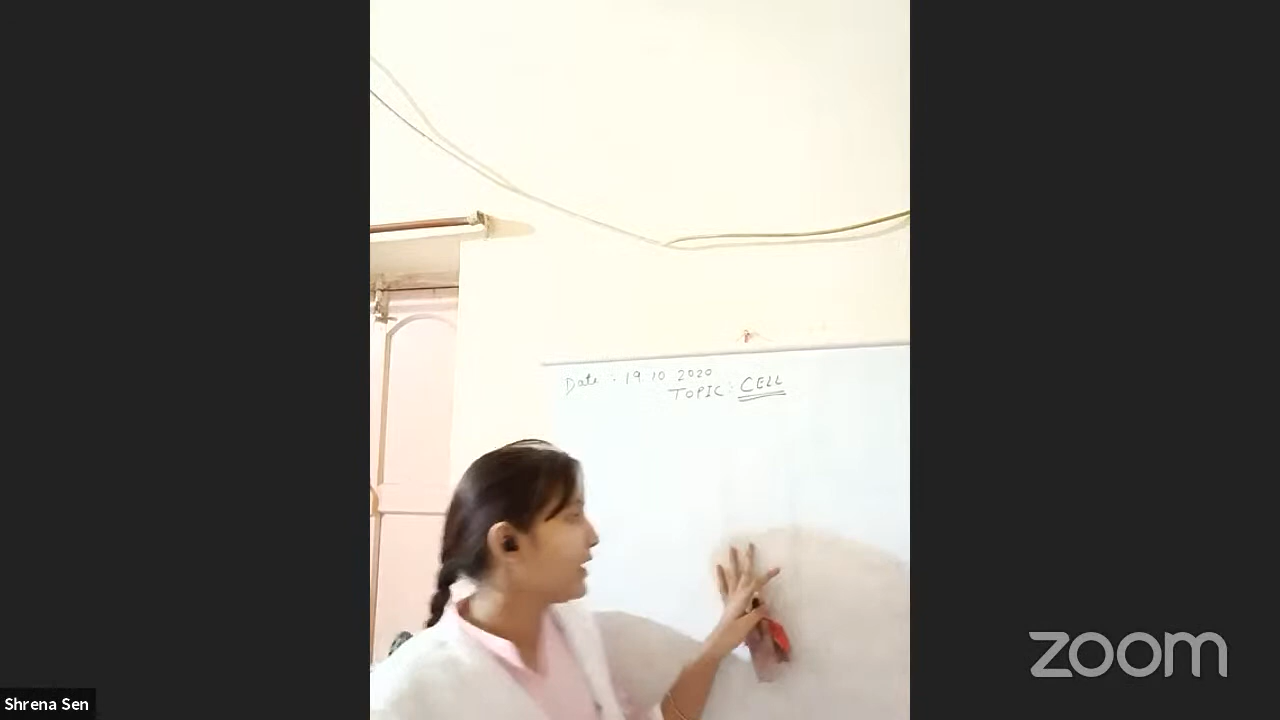 Date : 19.10 2020
TOPIC : CELL
zoom
Shrena Sen